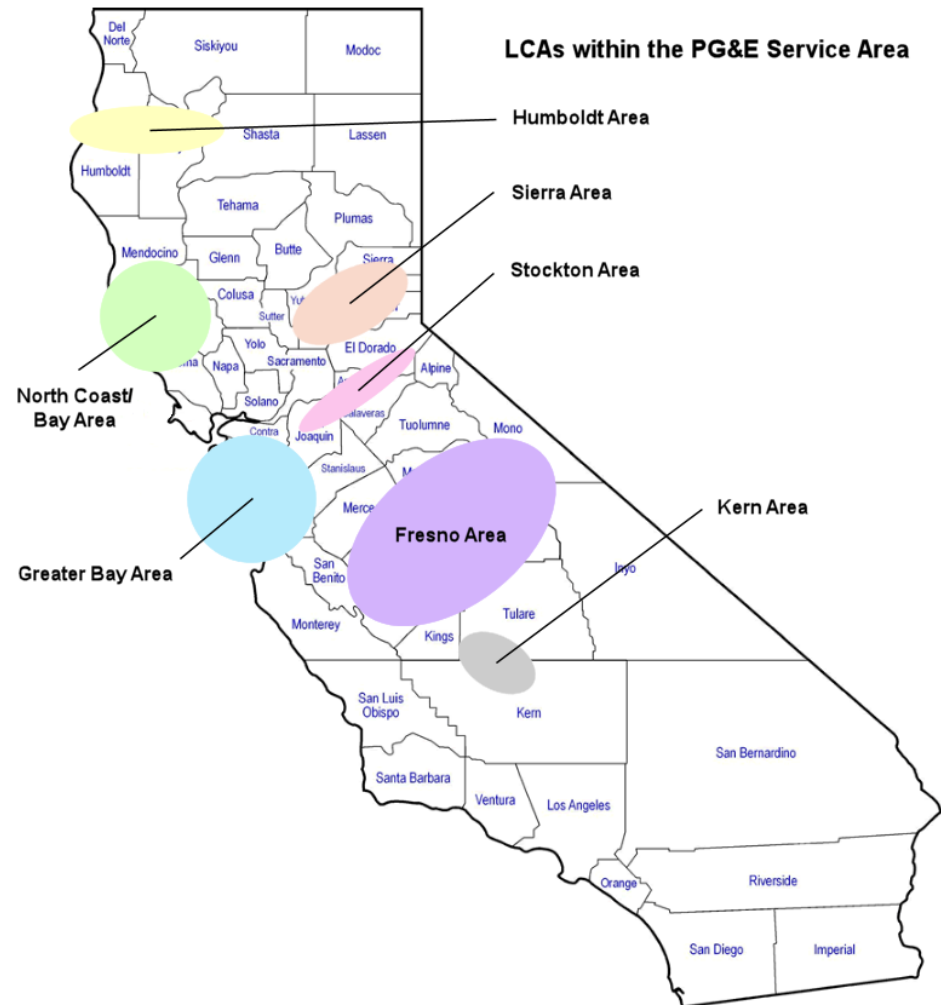 Del
Norte
Siskiyou
Modoc
LCAs within the PG&E Service Area
Humboldt Area
Shasta
Lassen
Humboldt
Sierra Area
Tehama
Plumas
Mendocino
Glenn
Butte
Sierra
Stockton Area
Colusa
Sutter
Yolo
El Dorado
Napa
Sacramento
Alpine
Solano
North Coast/
Bay Area
Contra
Joaquin
Tuolumne
Mono
Stanislaus
Fresno Area
Kern Area
Greater Bay Area
San
Benito
Inyo
Monterey
Kings
Tulare
San Luis
Obispo
Kern
San Bernardino
Santa Barbara
Ventura
Los Angeles
Orange
Riverside
San Diego
Imperial